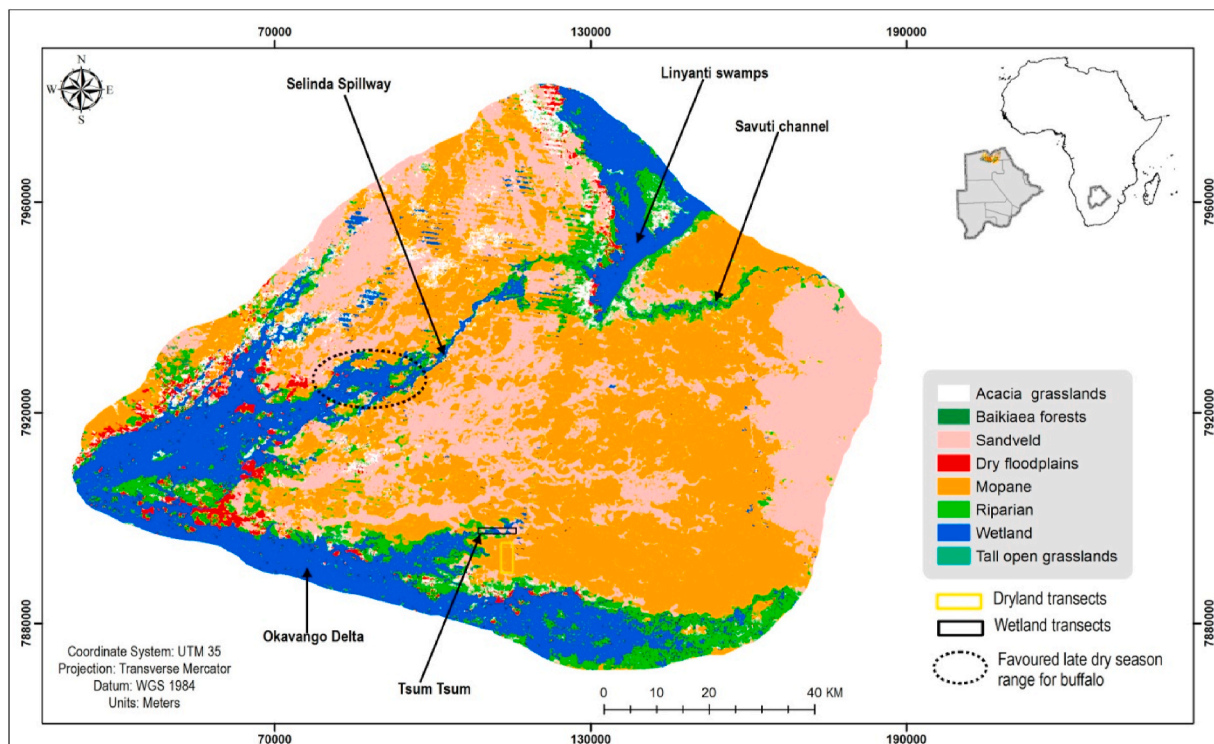 70000 130000 190000
N
W E
S
Selinda Spillway
Linyanti swamps
Savuti channel
7960000 7960000
7920000 7920000
7880000 7880000
Acacia grasslands
Baikiaea forests
Sandveld
Dry floodplains
Mopane
Riparian
Wetland
Tall open grasslands
Dryland transects
Wetland transects
Favoured late dry season
range for buffalo
Okavango Delta
Tsum Tsum
Coordinate System: UTM 35
Projection: Transverse Mercator
Datum: WGS 1984
Units: Meters
0 5 10 20 30 40 KM
70000 130000 190000